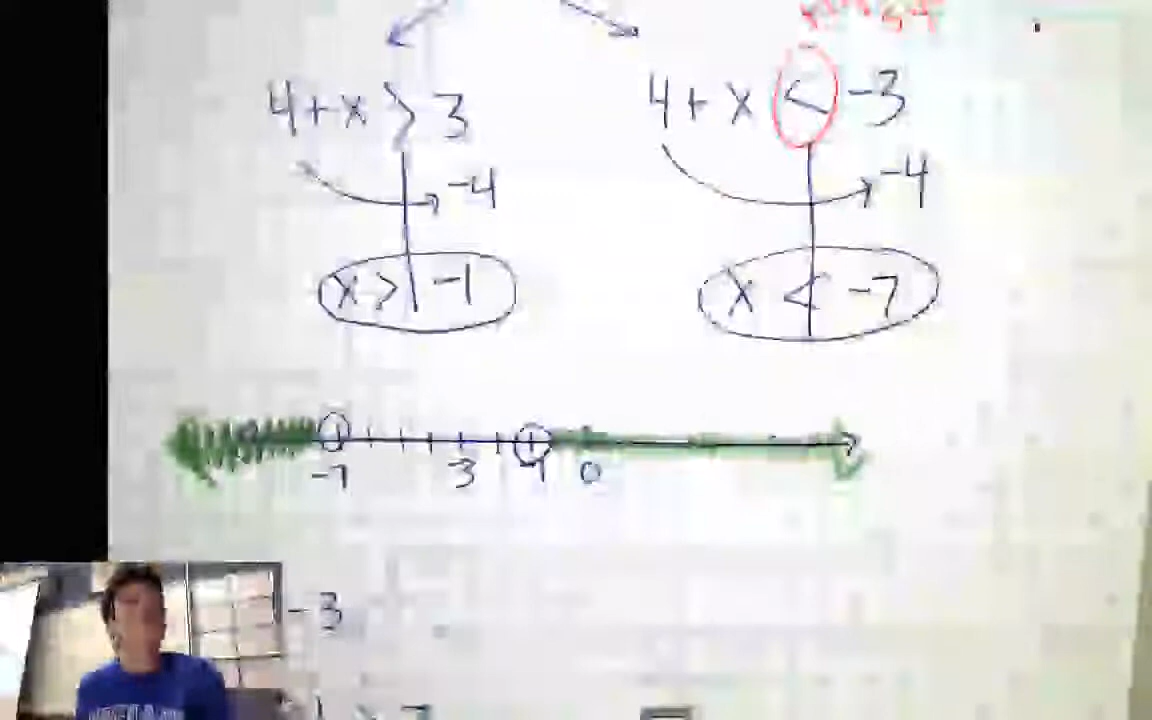 4+x > 3
4+x < -3
-4
-4
x > -1
x < -7
-7 -3 -1 0
-3